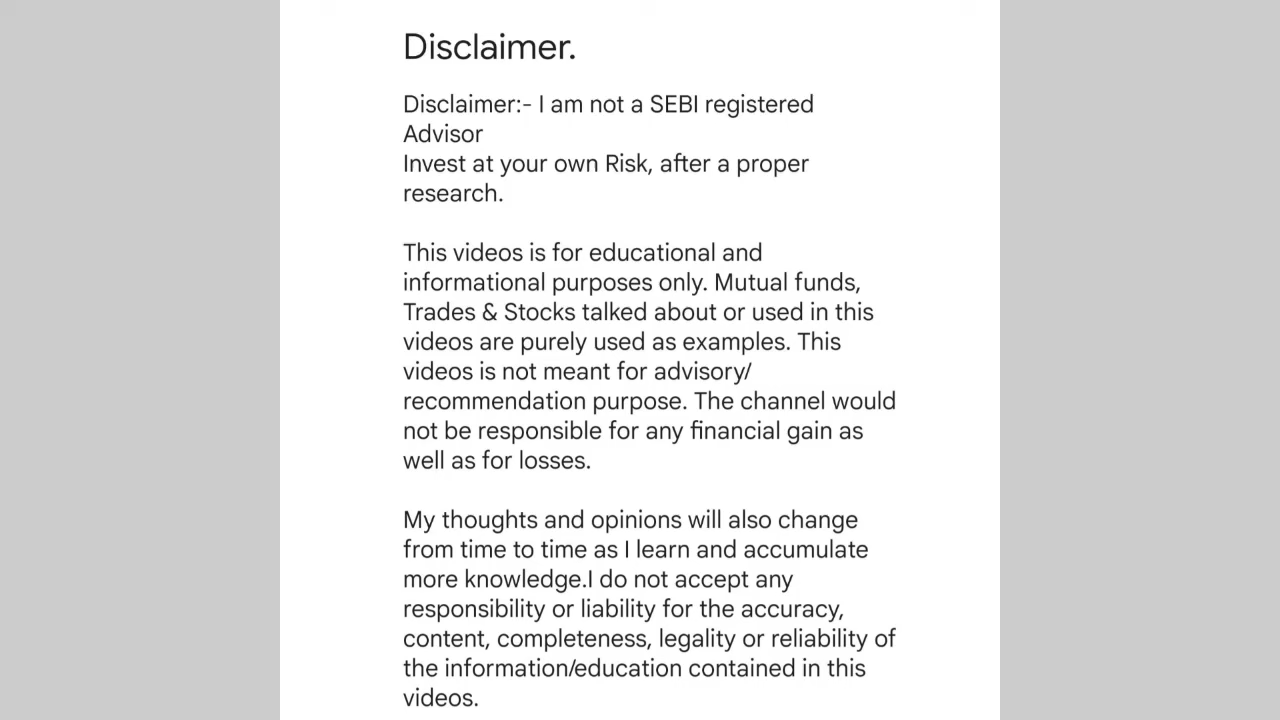 Disclaimer.
Disclaimer:- I am not a SEBI registered
Advisor
Invest at your own Risk, after a proper
research.
This videos is for educational and
informational purposes only. Mutual funds,
Trades & Stocks talked about or used in this
videos are purely used as examples. This
videos is not meant for advisory/
recommendation purpose. The channel would
not be responsible for any financial gain as
well as for losses.
My thoughts and opinions will also change
from time to time as I learn and accumulate
more knowledge.I do not accept any
responsibility or liability for the accuracy,
content, completeness, legality or reliability of
the information/education contained in this
videos.